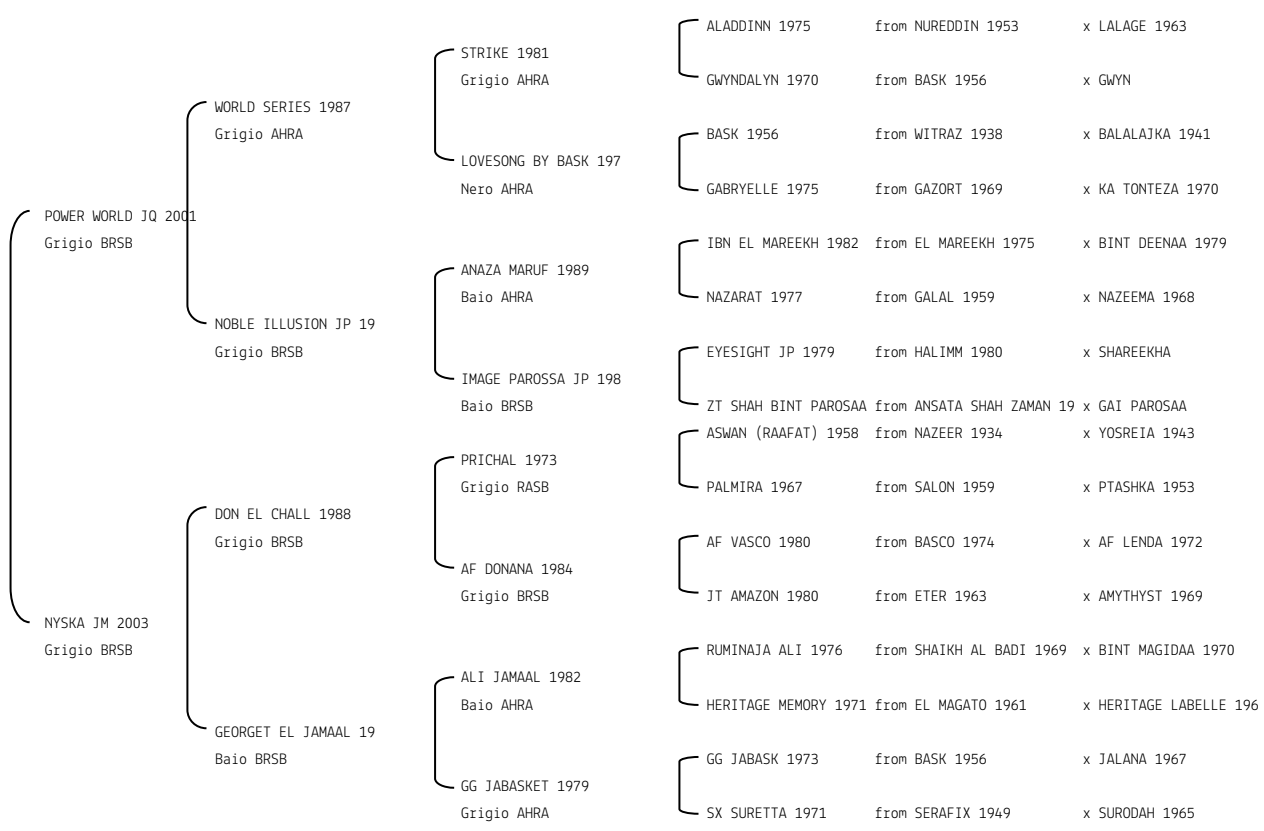 ALADDINN 1975 from NUREDDIN 1953 x LALAGE 1963
STRIKE 1981
Grigio AHRA GWYNDALYN 1970 from BASK 1956 x GWYN
WORLD SERIES 1987
Grigio AHRA BASK 1956 from WITRAZ 1938 x BALALAJKA 1941
LOVESONG BY BASK 197
Nero AHRA GABRYELLE 1975 from GAZORT 1969 x KA TONTEZA 1970
POWER WORLD JQ 2001
Grigio BRSB IBN EL MAREEKH 1982 from EL MAREEKH 1975 x BINT DEENAA 1979
ANAZA MARUF 1989
Baio AHRA NAZARAT 1977 from GALAL 1959 x NAZEEMA 1968
NOBLE ILLUSION JP 19
Grigio BRSB EYESIGHT JP 1979 from HALIMM 1980 x SHAREEKHA
IMAGE PAROSSA JP 198
Baio BRSB ZT SHAH BINT PAROSAA from ANSATA SHAH ZAMAN 19 x GAI PAROSAA
ASWAN (RAAFAT) 1958 from NAZEER 1934 x YOSREIA 1943
PRICHAL 1973
Grigio RASB PALMIRA 1967 from SALON 1959 x PTASHKA 1953
DON EL CHALL 1988
Grigio BRSB AF VASCO 1980 from BASCO 1974 x AF LENDA 1972
AF DONANA 1984
Grigio BRSB JT AMAZON 1980 from ETER 1963 x AMYTHYST 1969
NYSKA JM 2003
Grigio BRSB RUMINAJA ALI 1976 from SHAIKH AL BADI 1969 x BINT MAGIDAA 1970
ALI JAMAAL 1982
Baio AHRA HERITAGE MEMORY 1971 from EL MAGATO 1961 x HERITAGE LABELLE 196
GEORGET EL JAMAAL 19
Baio BRSB GG JABASK 1973 from BASK 1956 x JALANA 1967
GG JABASKET 1979
Grigio AHRA SX SURETTA 1971 from SERAFIX 1949 x SURODAH 1965